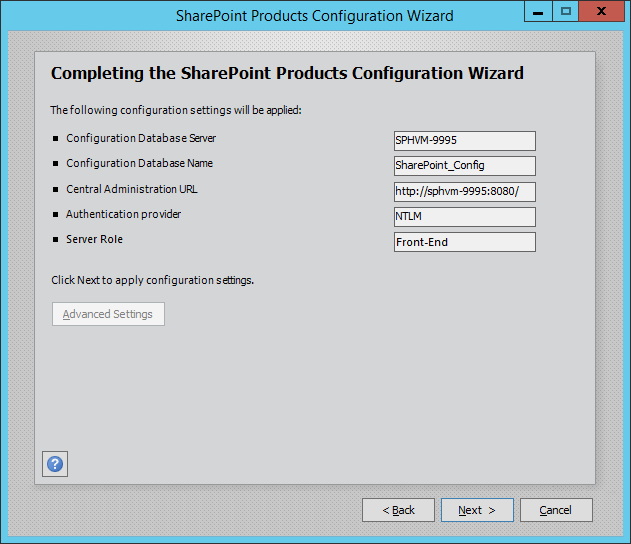 SharePoint Products Configuration Wizard
Completing the SharePoint Products Configuration Wizard
The following configuration settings will be applied:
Configuration Database Server SPHVM-9995
Configuration Database Name SharePoint_Config
Central Administration URL http://sphvm-9995:8080/
Authentication provider NTLM
Server Role Front-End
Click Next to apply configuration settings.
Advanced Settings
?
< Back Next > Cancel